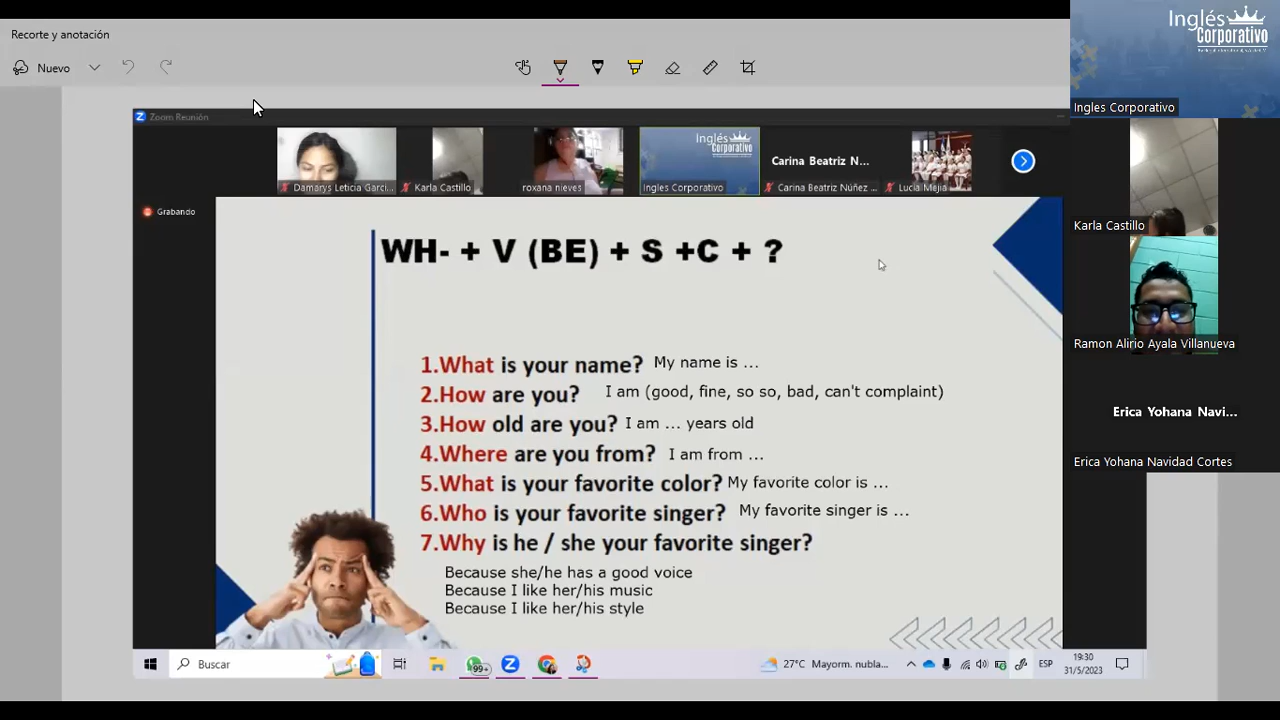 Recorte y anotación
Nuevo
Inglés
Corporativo
Ingles Corporativo
Karla Castillo
Ramon Alirio Ayala Villanueva
Erica Yohana Navi...
Erica Yohana Navidad Cortes
Zoom Reunión
Inglés
Corporativo
Carina Beatriz N...
Damarys Leticia Garci...
Karla Castillo
roxana nieves
Ingles Corporativo
Carina Beatriz Núñez ...
Lucia Mejia
Grabando
WH- + V (BE) + S +C + ?
1.What is your name? My name is ...
2.How are you? I am (good, fine, so so, bad, can't complaint)
3.How old are you? I am ... years old
4.Where are you from? I am from ...
5.What is your favorite color? My favorite color is ...
6.Who is your favorite singer? My favorite singer is ...
7.Why is he / she your favorite singer?
Because she/he has a good voice
Because I like her/his music
Because I like her/his style
Buscar
99+
27°C Mayorm. nubla...
ESP
19:30
31/5/2023